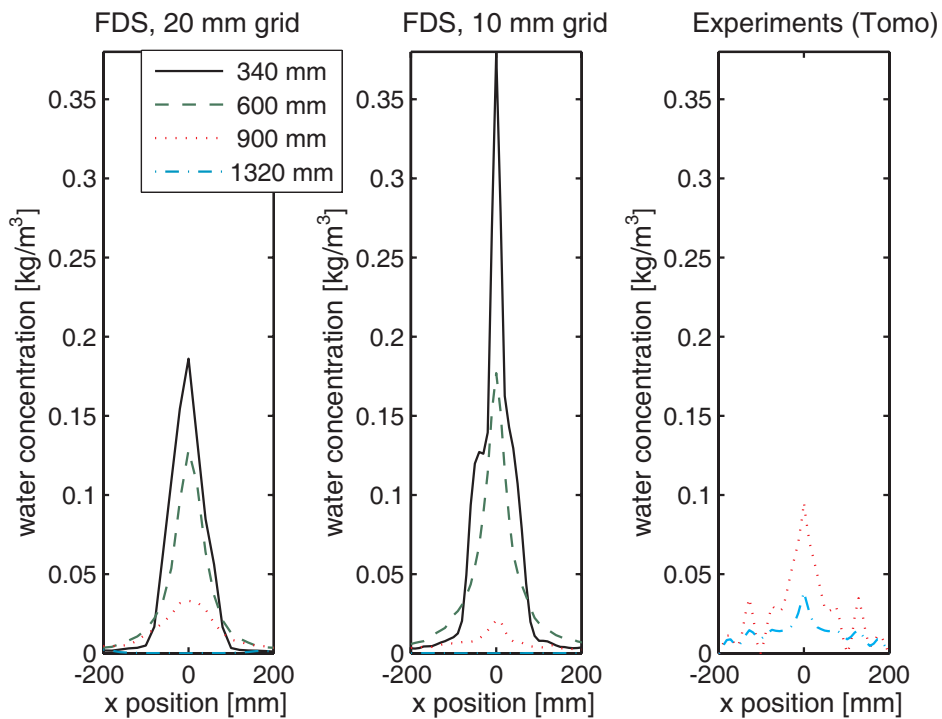 FDS, 20 mm grid
FDS, 10 mm grid
Experiments (Tomo)
340 mm
600 mm
900 mm
1320 mm
water concentration [kg/m³]
0.35
0.3
0.25
0.2
0.15
0.1
0.05
0
-200
0
200
x position [mm]
water concentration [kg/m³]
0.35
0.3
0.25
0.2
0.15
0.1
0.05
0
-200
0
200
x position [mm]
water concentration [kg/m³]
0.35
0.3
0.25
0.2
0.15
0.1
0.05
0
-200
0
200
x position [mm]